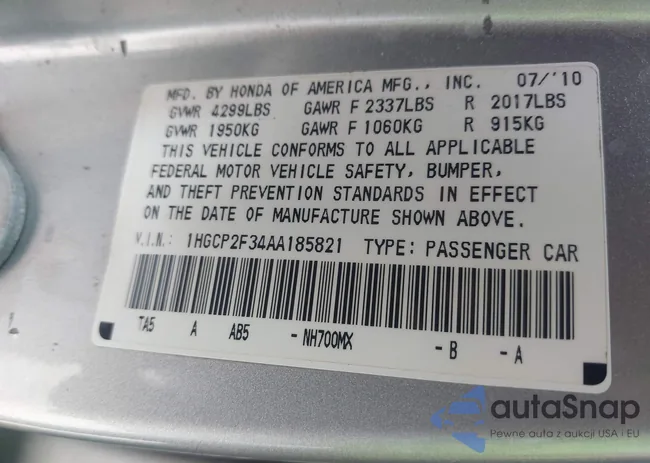 MFD. BY HONDA OF AMERICA MFG., INC. 07/'10
GVWR 4299LBS GAWR F 2337LBS R 2017LBS
GVWR 1950KG GAWR F 1060KG R 915KG
THIS VEHICLE CONFORMS TO ALL APPLICABLE
FEDERAL MOTOR VEHICLE SAFETY, BUMPER,
AND THEFT PREVENTION STANDARDS IN EFFECT
ON THE DATE OF MANUFACTURE SHOWN ABOVE.
V.I.N.: 1HGCP2F34AA185821 TYPE: PASSENGER CAR
TA5 A AB5 -NH700MX -B -A
autaSnap
Pewne auta z aukcji USA i EU